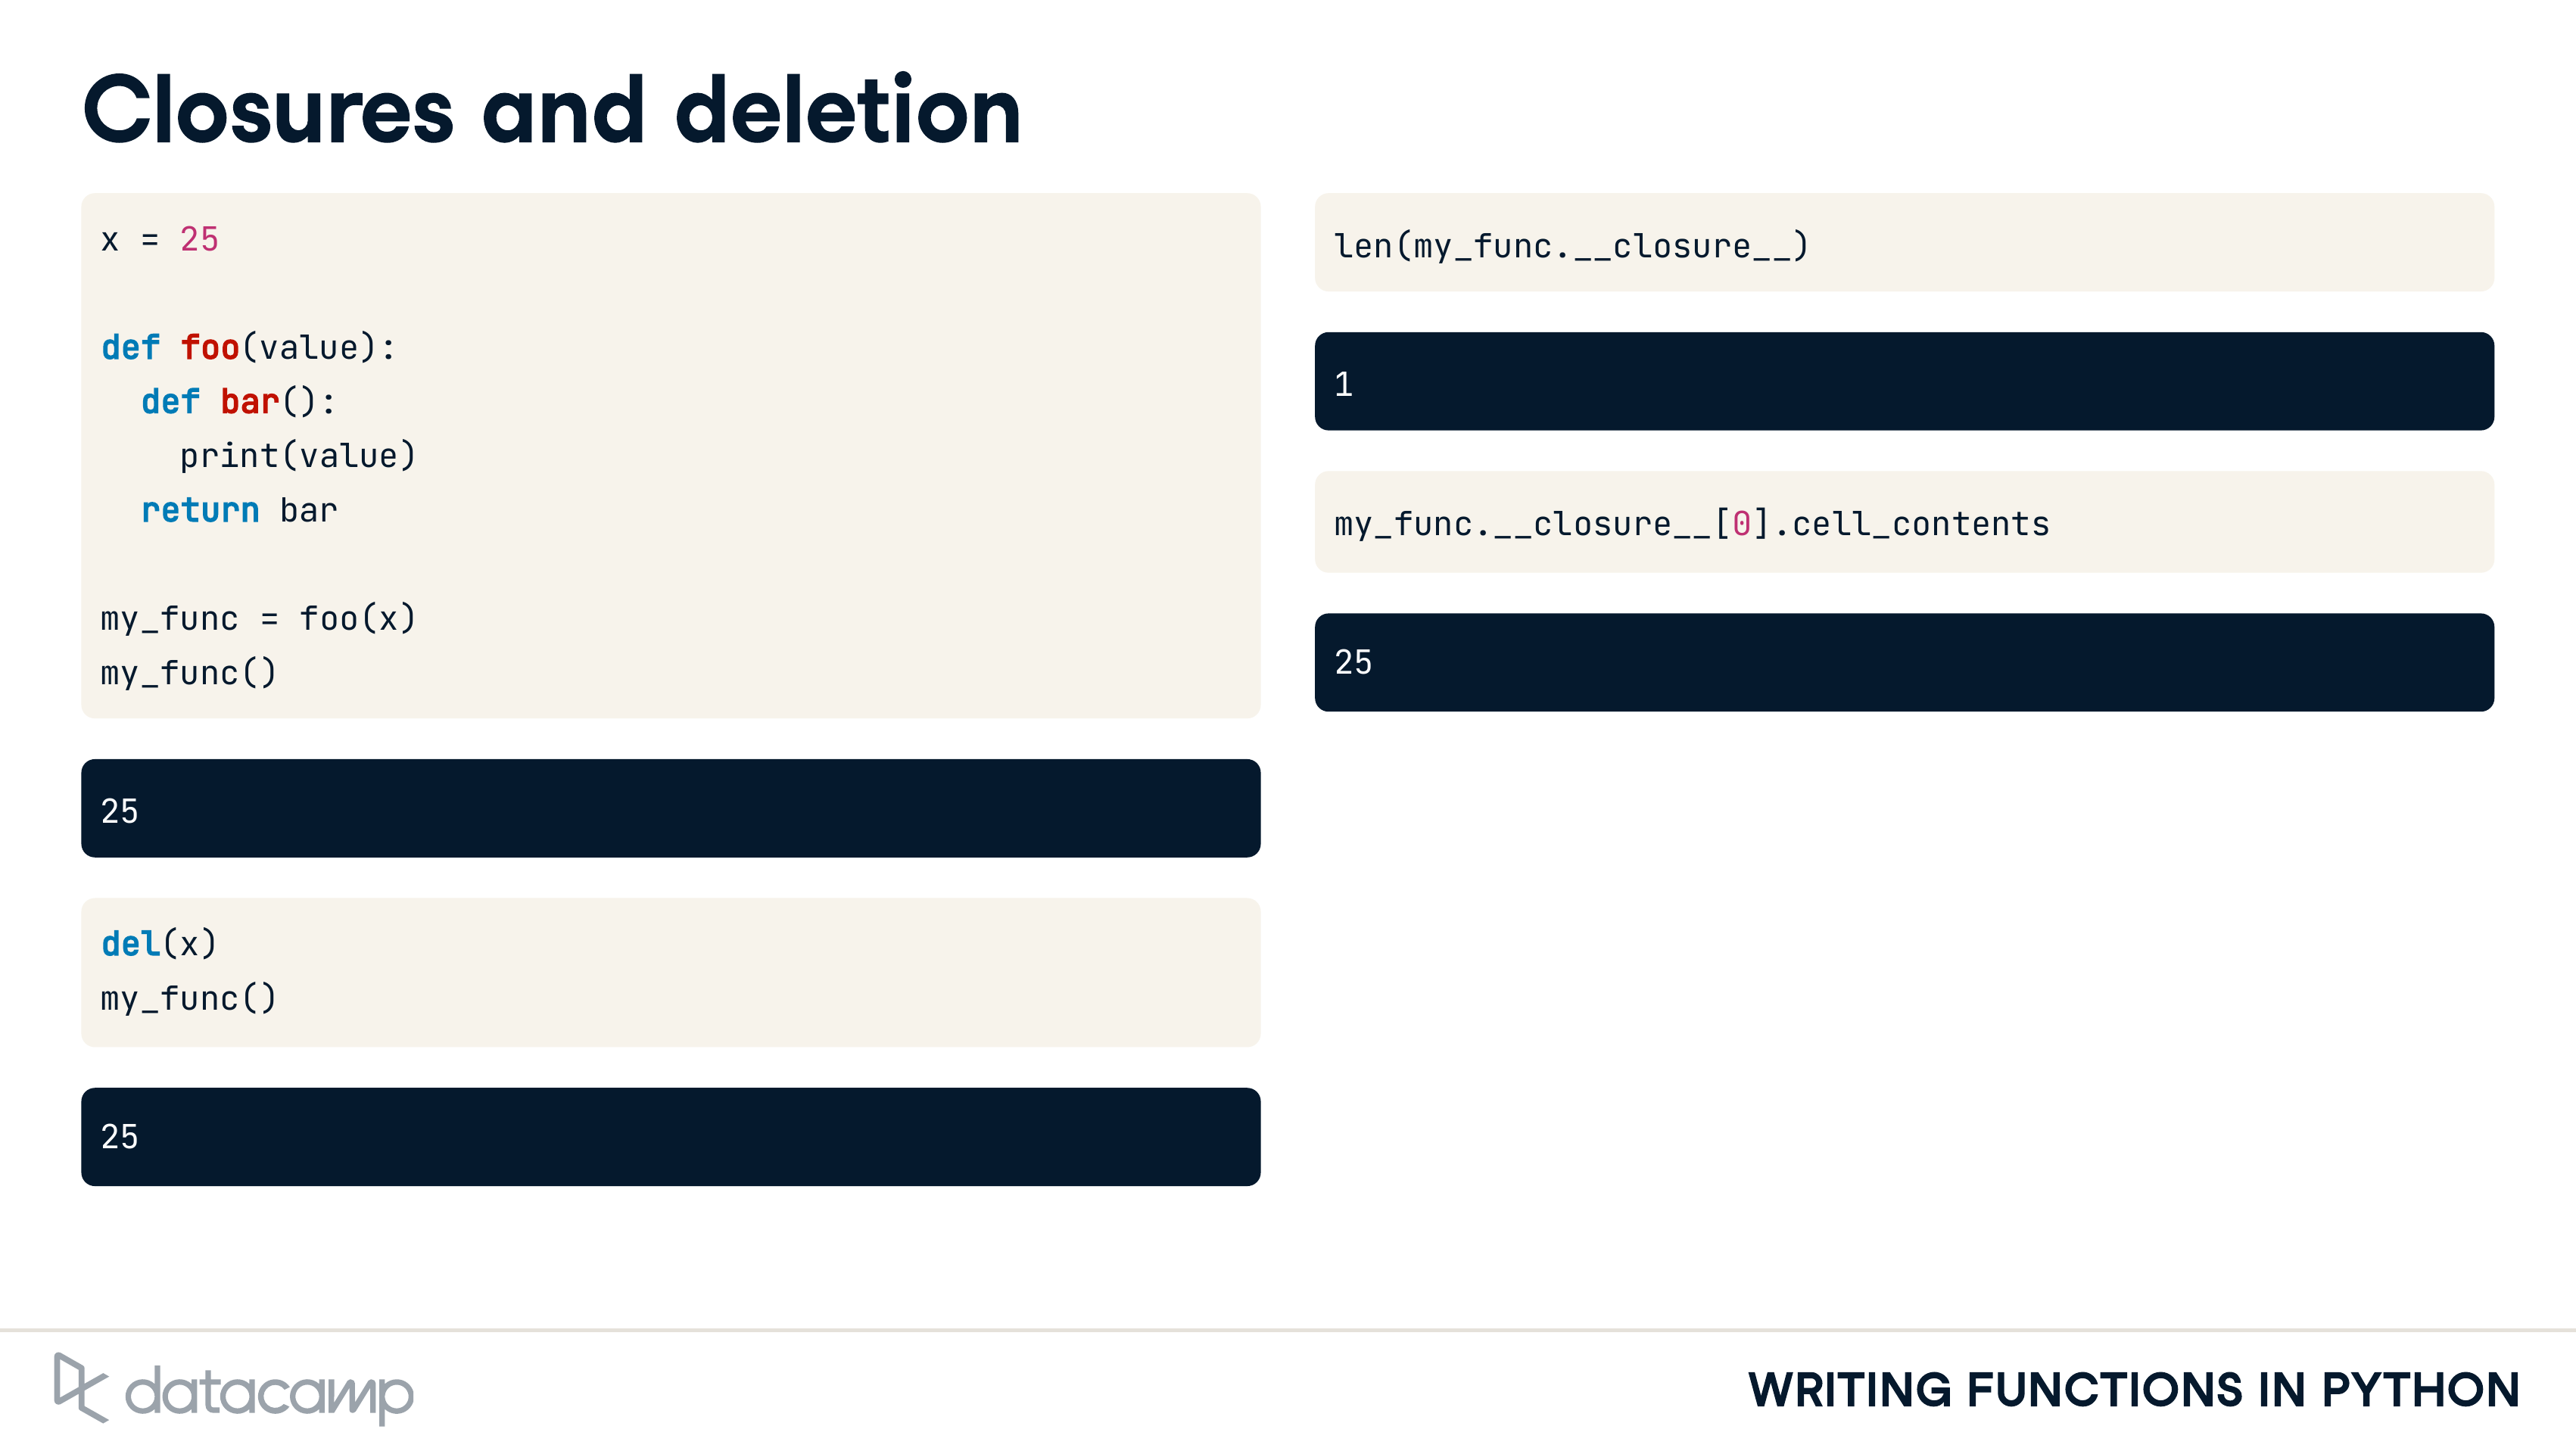 Closures and deletion
x = 25
def foo(value):
  def bar():
    print(value)
  return bar
my_func = foo(x)
my_func()
25
del(x)
my_func()
25
len(my_func.__closure__)
1
my_func.__closure__[0].cell_contents
25
datacamp
WRITING FUNCTIONS IN PYTHON